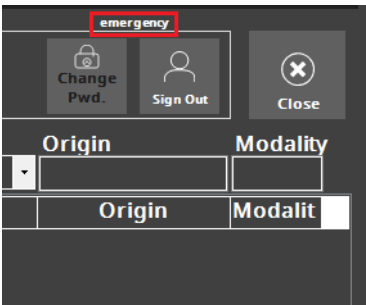 emergency
Change
Pwd.
Sign Out
Close
Origin Modality
Origin Modalit